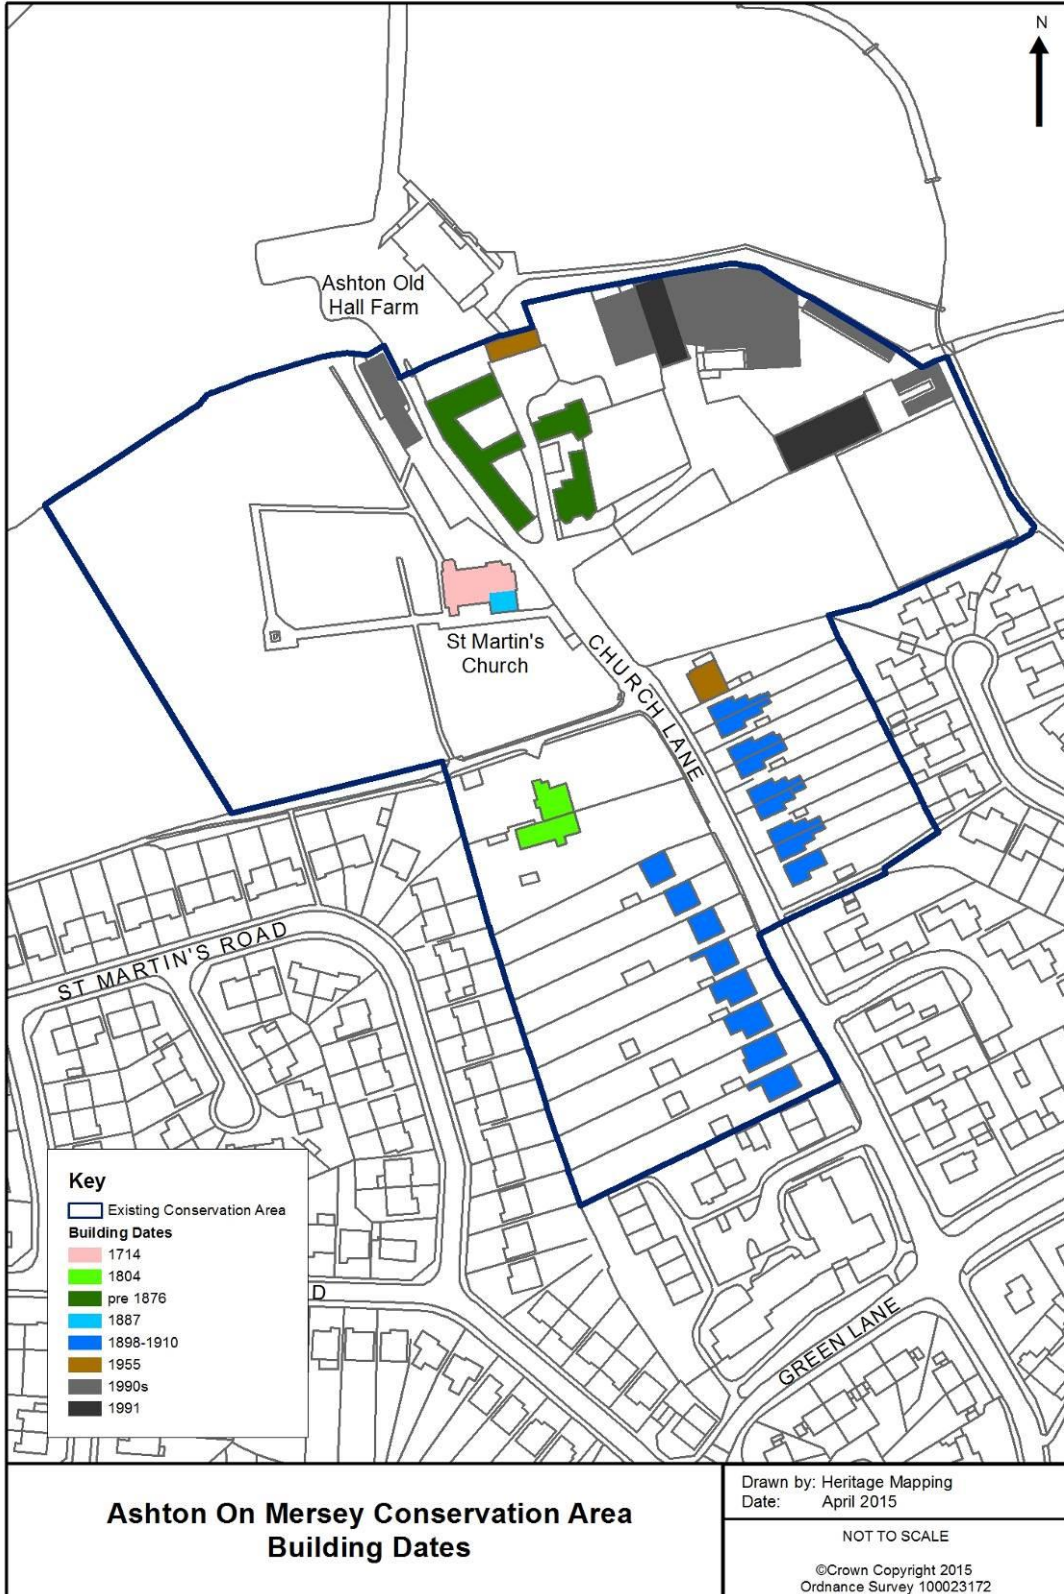 N
Ashton Old
Hall Farm
St Martin's
Church
CHURCH LANE
ST MARTIN'S ROAD
D
GREEN LANE
Key
Existing Conservation Area
Building Dates
1714
1804
pre 1876
1887
1898-1910
1955
1990s
1991
Ashton On Mersey Conservation Area
Building Dates
Drawn by: Heritage Mapping
Date: April 2015
NOT TO SCALE
©Crown Copyright 2015
Ordnance Survey 100023172